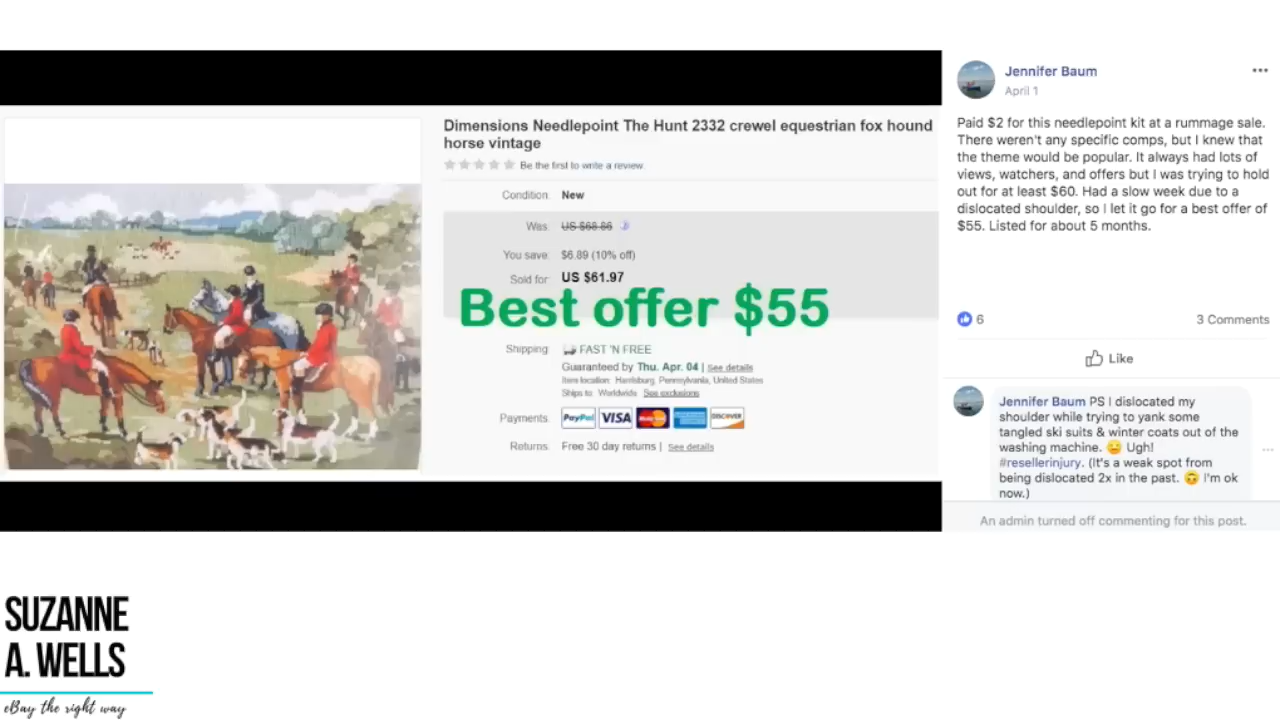 Dimensions Needlepoint The Hunt 2332 crewel equestrian fox hound
horse vintage
Be the first to write a review.
Condition: New
Was: US $68.86
You save: $6.89 (10% off)
Sold for: US $61.97
Best offer $55
Shipping: FAST 'N FREE
Guaranteed by Thu. Apr. 04 | See details
Item location: Harrisburg, Pennsylvania, United States
Ships to: Worldwide See exclusions
Payments: PayPal VISA MasterCard AMERICAN EXPRESS DISCOVER
Returns: Free 30 day returns | See details
Jennifer Baum
April 1
Paid $2 for this needlepoint kit at a rummage sale.
There weren't any specific comps, but I knew that
the theme would be popular. It always had lots of
views, watchers, and offers but I was trying to hold
out for at least $60. Had a slow week due to a
dislocated shoulder, so I let it go for a best offer of
$55. Listed for about 5 months.
6 3 Comments
Like
Jennifer Baum PS I dislocated my
shoulder while trying to yank some
tangled ski suits & winter coats out of the
washing machine. 😑 Ugh!
#resellerinjury. (It's a weak spot from
being dislocated 2x in the past. 🙃 I'm ok
now.)
An admin turned off commenting for this post.
SUZANNE
A. WELLS
eBay the right way